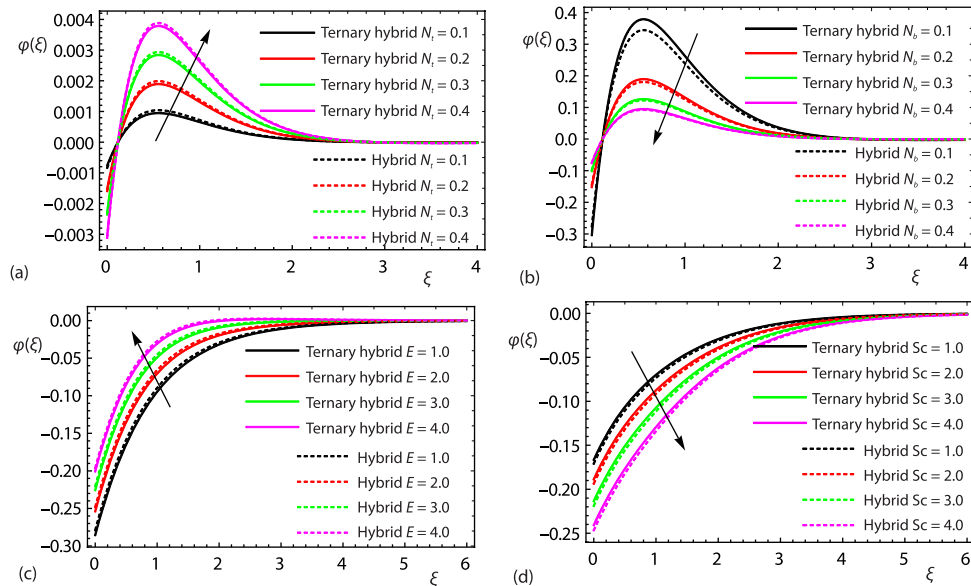 0.004
0.003
0.002
0.001
0.000
−0.001
−0.002
−0.003
φ(ξ)
Ternary hybrid Nt = 0.1
Ternary hybrid Nt = 0.2
Ternary hybrid Nt = 0.3
Ternary hybrid Nt = 0.4
Hybrid Nt = 0.1
Hybrid Nt = 0.2
Hybrid Nt = 0.3
Hybrid Nt = 0.4
0 1 2 3 4
(a)
ξ
0.4
0.3
0.2
0.1
0.0
−0.1
−0.2
−0.3
φ(ξ)
Ternary hybrid Nb = 0.1
Ternary hybrid Nb = 0.2
Ternary hybrid Nb = 0.3
Ternary hybrid Nb = 0.4
Hybrid Nb = 0.1
Hybrid Nb = 0.2
Hybrid Nb = 0.3
Hybrid Nb = 0.4
0 1 2 3 4
(b)
ξ
0.00
−0.05
−0.10
−0.15
−0.20
−0.25
−0.30
φ(ξ)
Ternary hybrid E = 1.0
Ternary hybrid E = 2.0
Ternary hybrid E = 3.0
Ternary hybrid E = 4.0
Hybrid E = 1.0
Hybrid E = 2.0
Hybrid E = 3.0
Hybrid E = 4.0
0 1 2 3 4 5 6
(c)
ξ
0.00
−0.05
−0.10
−0.15
−0.20
−0.25
φ(ξ)
Ternary hybrid Sc = 1.0
Ternary hybrid Sc = 2.0
Ternary hybrid Sc = 3.0
Ternary hybrid Sc = 4.0
Hybrid Sc = 1.0
Hybrid Sc = 2.0
Hybrid Sc = 3.0
Hybrid Sc = 4.0
0 1 2 3 4 5 6
(d)
ξ